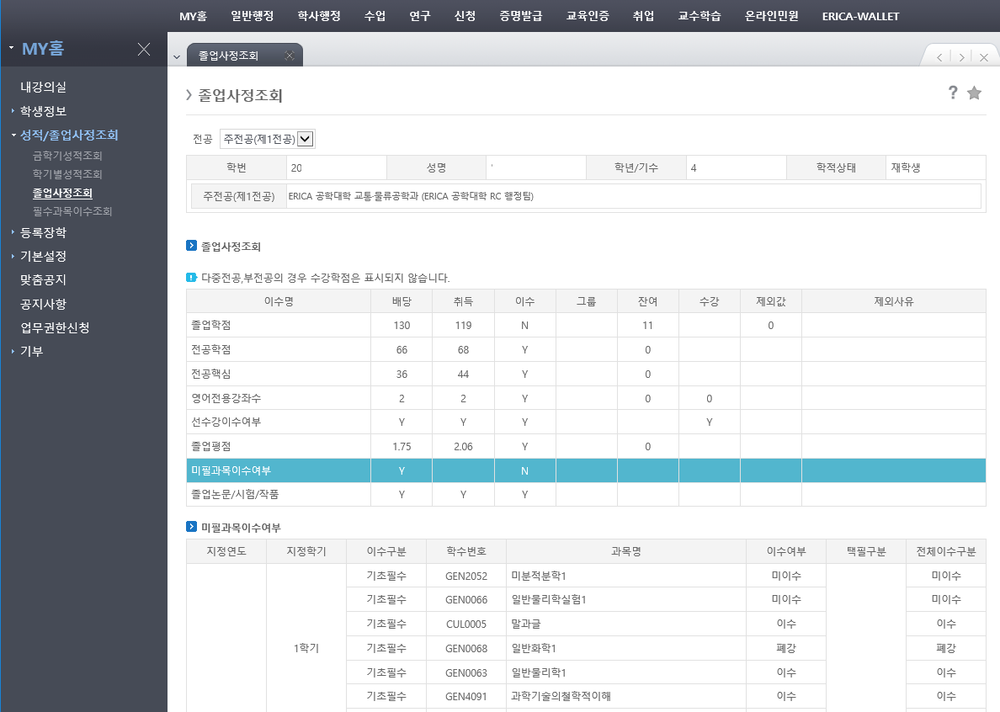 MY홈 일반행정 학사행정 수업 연구 신청 증명발급 교육인증 취업 교수학습 온라인민원 ERICA-WALLET
MY홈
내강의실
학생정보
성적/졸업사정조회
금학기성적조회
학기별성적조회
졸업사정조회
필수과목이수조회
등록장학
기본설정
맞춤공지
공지사항
업무권한신청
기부
졸업사정조회
졸업사정조회
전공 주전공(제1전공)
학번 20 성명 학년/기수 4 학적상태 재학생
주전공(제1전공) ERICA 공학대학 교통·물류공학과 (ERICA 공학대학 RC 행정팀)
졸업사정조회
다중전공,부전공의 경우 수강학점은 표시되지 않습니다.
이수명 배당 취득 이수 그룹 잔여 수강 제외값 제외사유
졸업학점 130 119 N 11 0
전공학점 66 68 Y 0
전공핵심 36 44 Y 0
영어전용강좌수 2 2 Y 0 0
선수강이수여부 Y Y Y Y
졸업평점 1.75 2.06 Y 0
미필과목이수여부 Y N
졸업논문/시험/작품 Y Y Y
미필과목이수여부
지정연도 지정학기 이수구분 학수번호 과목명 이수여부 택필구분 전체이수구분
기초필수 GEN2052 미분적분학1 미이수 미이수
기초필수 GEN0066 일반물리학실험1 미이수 미이수
기초필수 CUL0005 말과글 이수 이수
1학기 기초필수 GEN0068 일반화학1 폐강 폐강
기초필수 GEN0063 일반물리학1 이수 이수
기초필수 GEN4091 과학기술의철학적이해 이수 이수